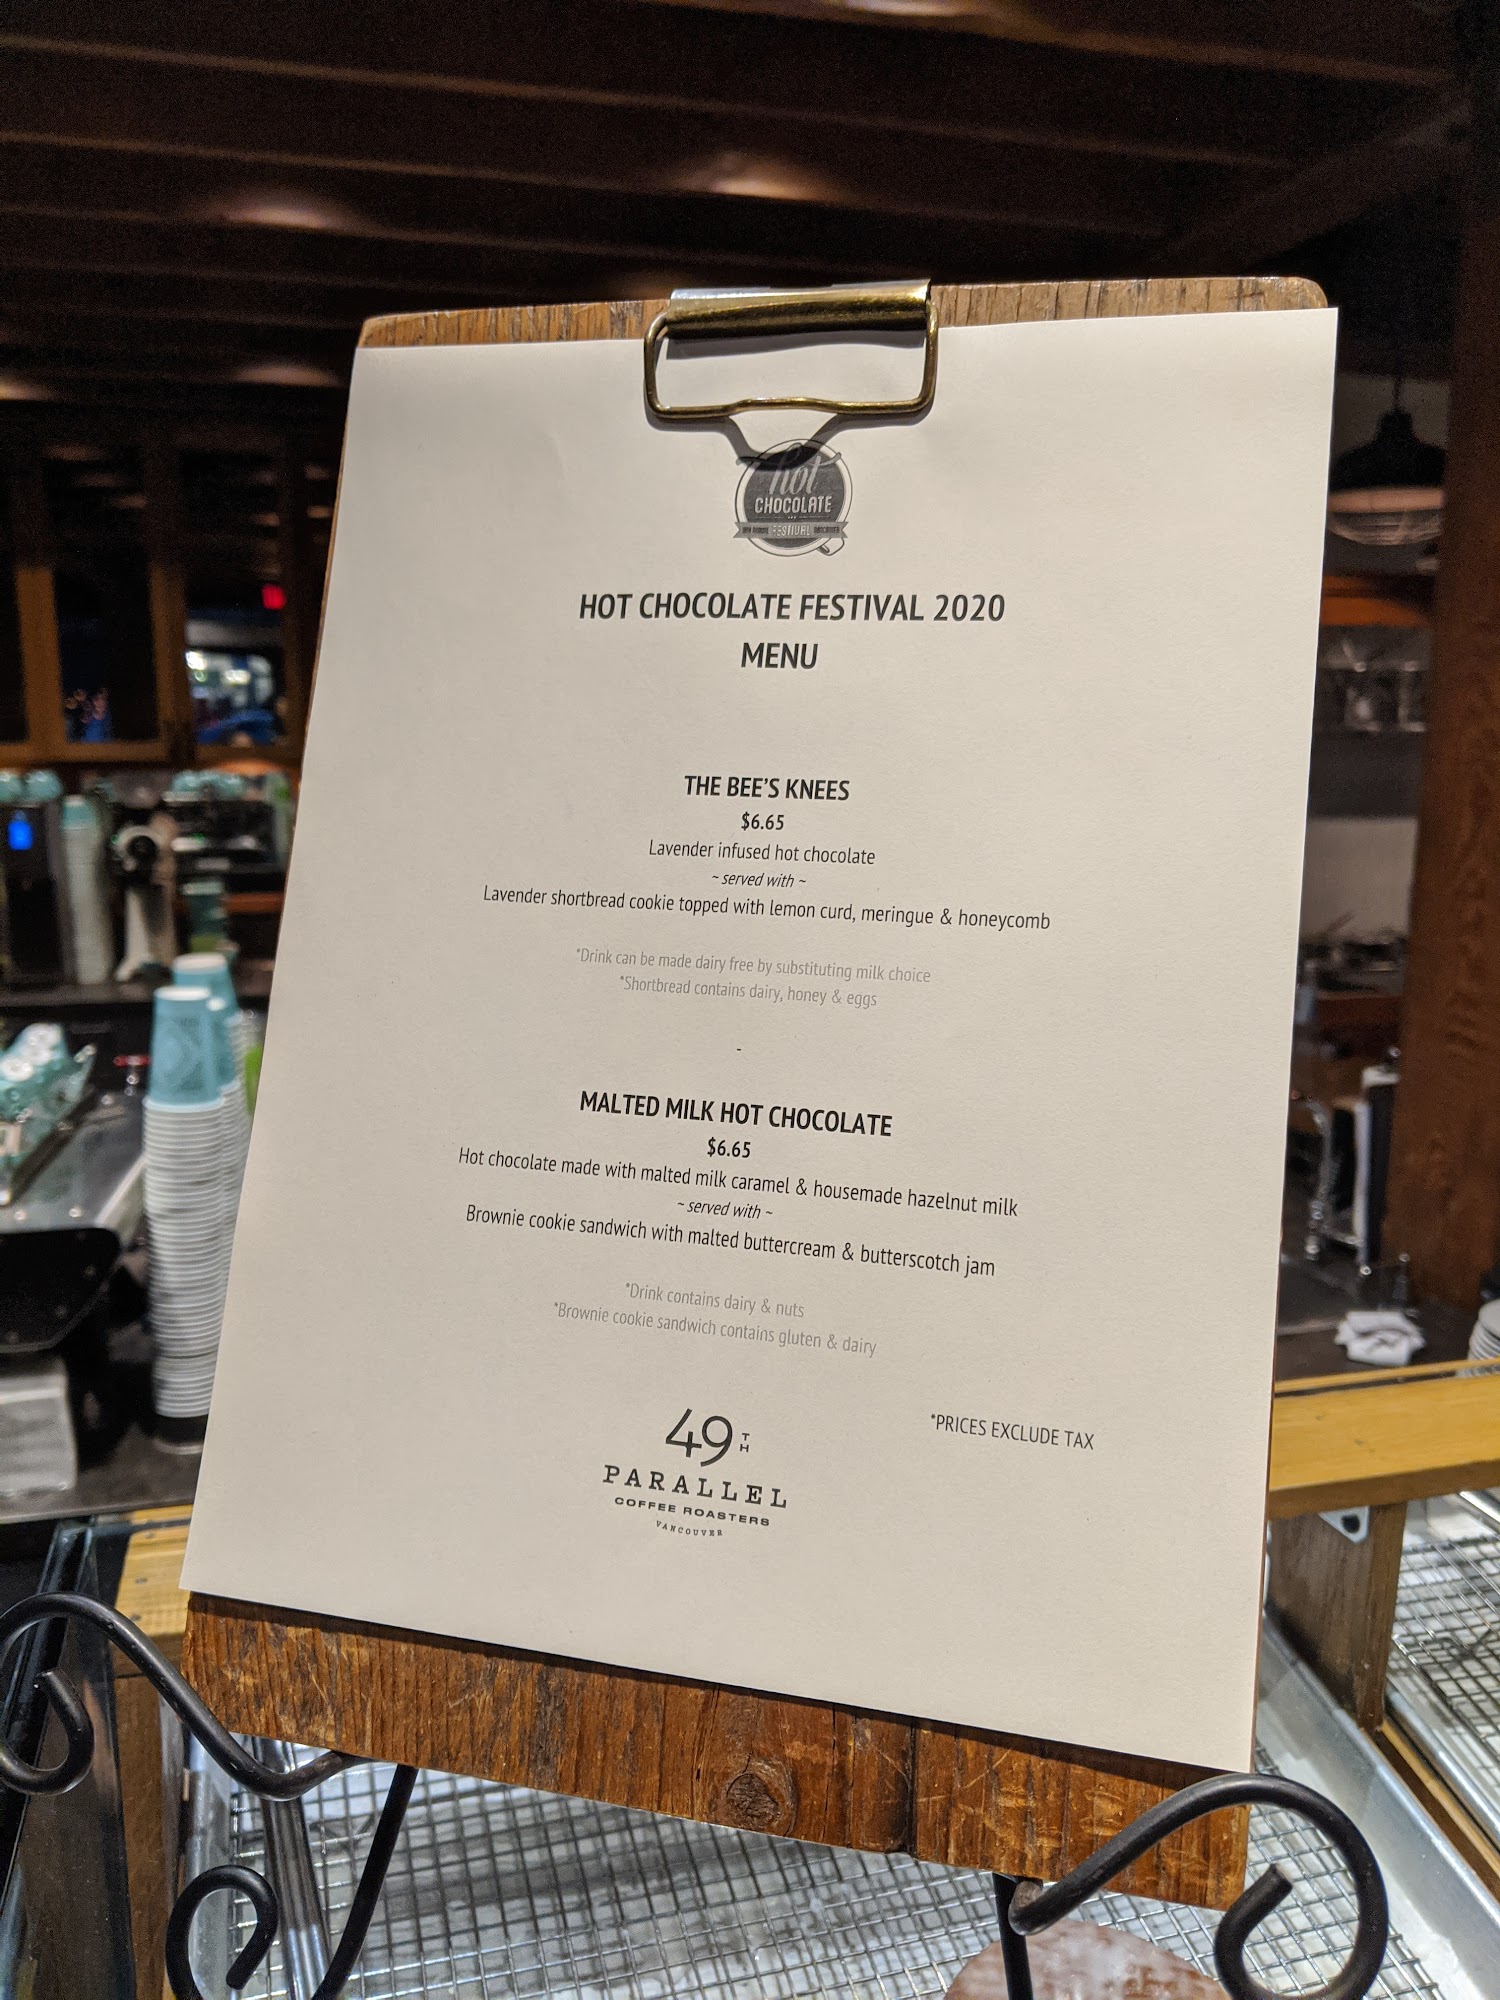 hot
CHOCOLATE
FESTIVAL
HOT CHOCOLATE FESTIVAL 2020
MENU
THE BEE'S KNEES
$6.65
Lavender infused hot chocolate
~ served with ~
Lavender shortbread cookie topped with lemon curd, meringue & honeycomb
*Drink can be made dairy free by substituting milk choice
*Shortbread contains dairy, honey & eggs
-
MALTED MILK HOT CHOCOLATE
$6.65
Hot chocolate made with malted milk caramel & housemade hazelnut milk
~ served with ~
Brownie cookie sandwich with malted buttercream & butterscotch jam
*Drink contains dairy & nuts
*Brownie cookie sandwich contains gluten & dairy
*PRICES EXCLUDE TAX
49TH
PARALLEL
COFFEE ROASTERS
VANCOUVER